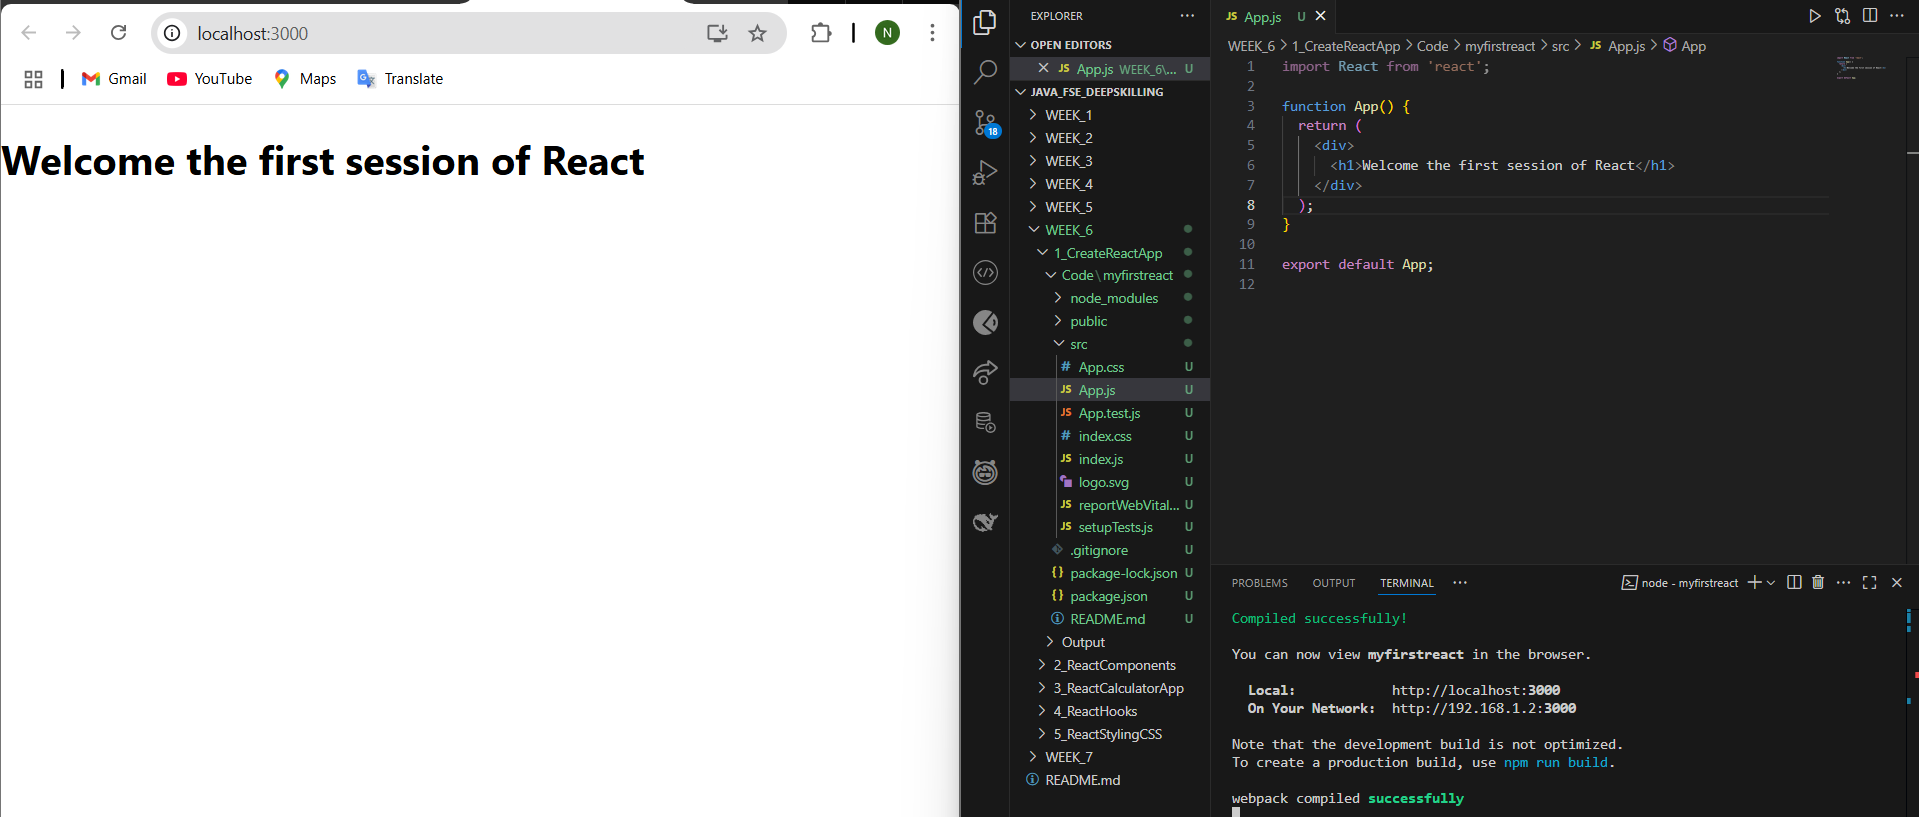 localhost:3000
N
Gmail
YouTube
Maps
Translate
Welcome the first session of React
EXPLORER
OPEN EDITORS
JS App.js WEEK_6\... U
JAVA_FSE_DEEPSKILLING
WEEK_1
WEEK_2
WEEK_3
WEEK_4
WEEK_5
WEEK_6
1_CreateReactApp
Code\myfirstreact
node_modules
public
src
# App.css U
JS App.js U
JS App.test.js U
# index.css U
JS index.js U
logo.svg U
JS reportWebVital... U
JS setupTests.js U
.gitignore U
{} package-lock.json U
{} package.json U
README.md U
Output
2_ReactComponents
3_ReactCalculatorApp
4_ReactHooks
5_ReactStylingCSS
WEEK_7
README.md
18
JS App.js U
WEEK_6 > 1_CreateReactApp > Code > myfirstreact > src > JS App.js > App
1 import React from 'react';
2
3 function App() {
4 return (
5 <div>
6 <h1>Welcome the first session of React</h1>
7 </div>
8 );
9 }
10
11 export default App;
12
PROBLEMS OUTPUT TERMINAL
node - myfirstreact
Compiled successfully!
You can now view myfirstreact in the browser.
Local: http://localhost:3000
On Your Network: http://192.168.1.2:3000
Note that the development build is not optimized.
To create a production build, use npm run build.
webpack compiled successfully